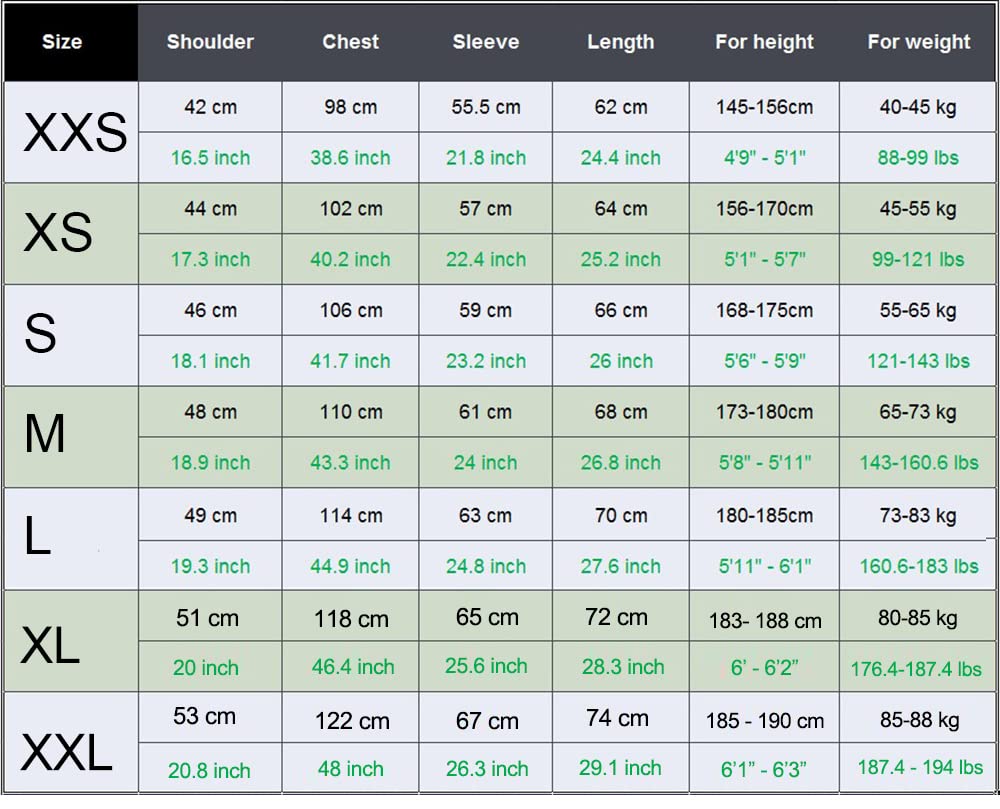 Size Shoulder Chest Sleeve Length For height For weight
XXS
42 cm 98 cm 55.5 cm 62 cm 145-156cm 40-45 kg
16.5 inch 38.6 inch 21.8 inch 24.4 inch 4'9" - 5'1" 88-99 lbs
XS
44 cm 102 cm 57 cm 64 cm 156-170cm 45-55 kg
17.3 inch 40.2 inch 22.4 inch 25.2 inch 5'1" - 5'7" 99-121 lbs
S
46 cm 106 cm 59 cm 66 cm 168-175cm 55-65 kg
18.1 inch 41.7 inch 23.2 inch 26 inch 5'6" - 5'9" 121-143 lbs
M
48 cm 110 cm 61 cm 68 cm 173-180cm 65-73 kg
18.9 inch 43.3 inch 24 inch 26.8 inch 5'8" - 5'11" 143-160.6 lbs
L
49 cm 114 cm 63 cm 70 cm 180-185cm 73-83 kg
19.3 inch 44.9 inch 24.8 inch 27.6 inch 5'11" - 6'1" 160.6-183 lbs
XL
51 cm 118 cm 65 cm 72 cm 183- 188 cm 80-85 kg
20 inch 46.4 inch 25.6 inch 28.3 inch 6’ - 6’2” 176.4-187.4 lbs
XXL
53 cm 122 cm 67 cm 74 cm 185 - 190 cm 85-88 kg
20.8 inch 48 inch 26.3 inch 29.1 inch 6’1” - 6’3” 187.4 - 194 lbs